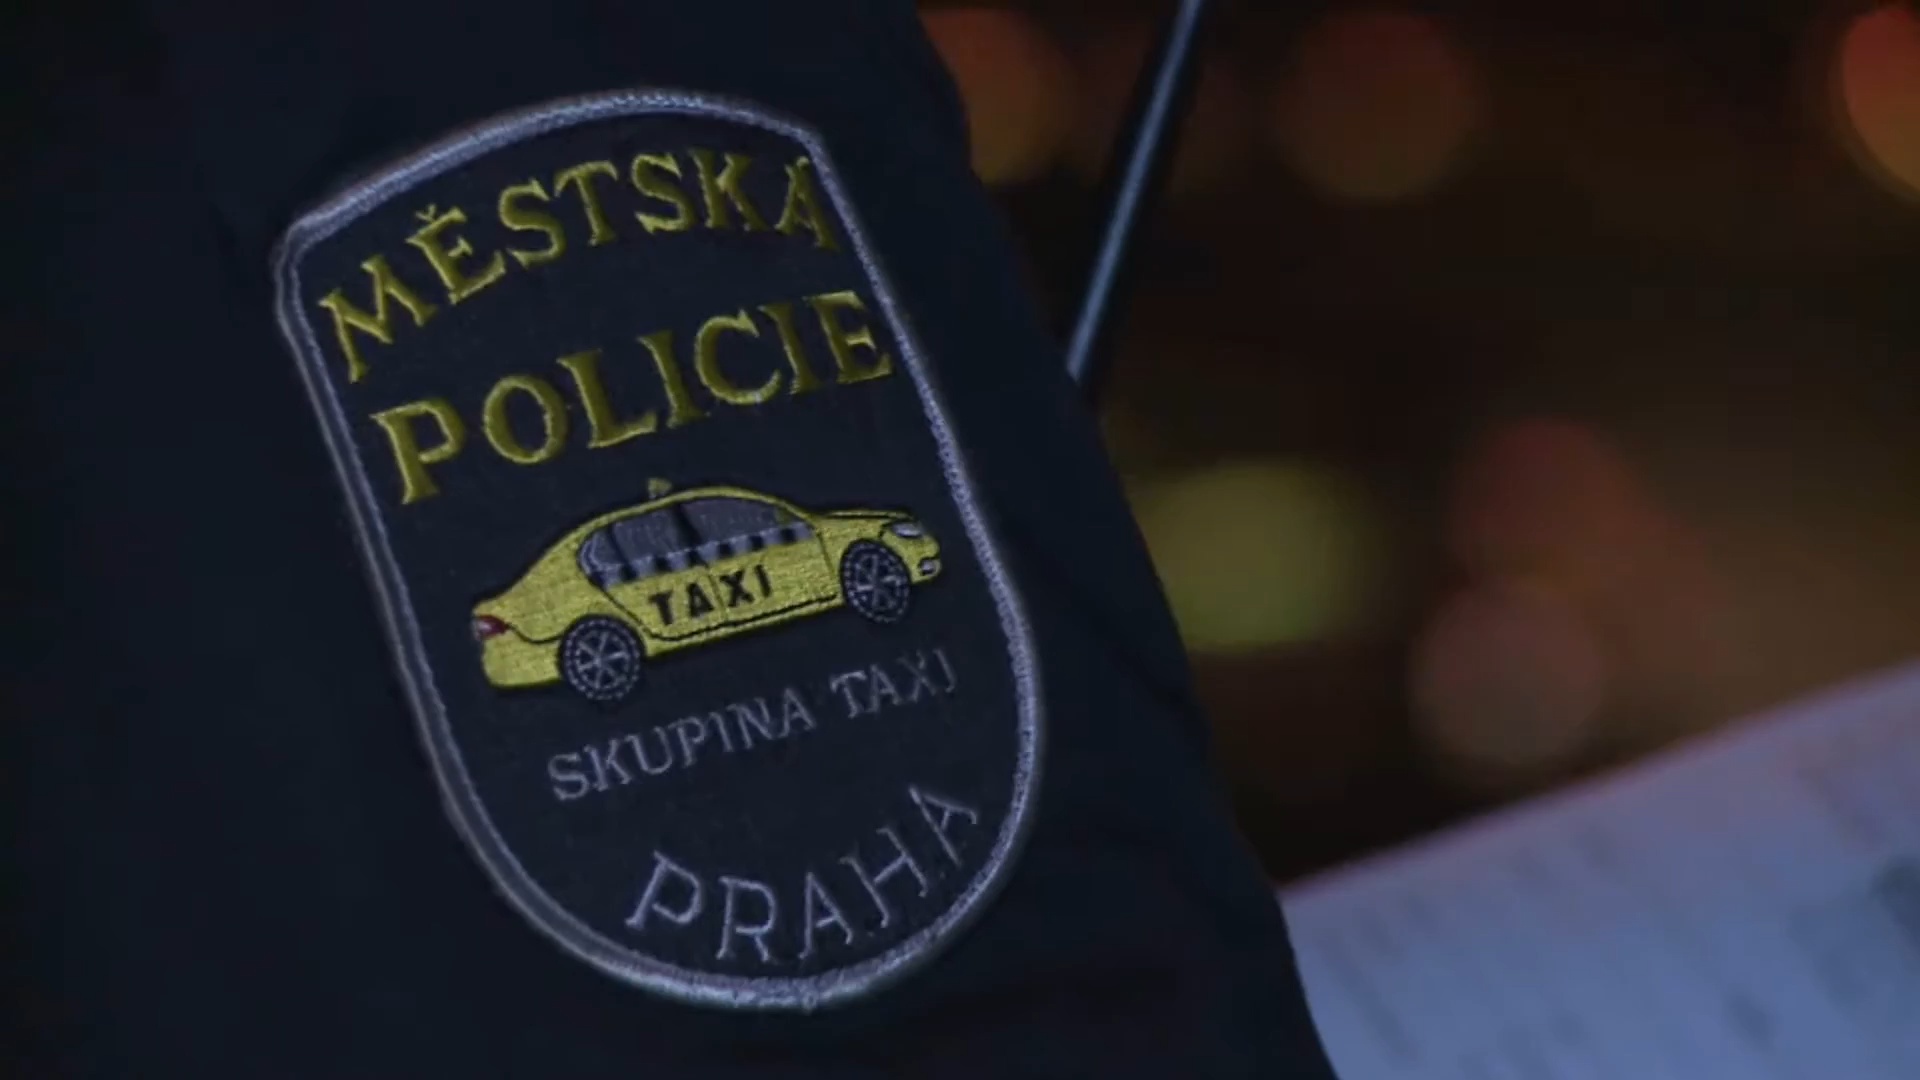 MĚSTSKÁ
POLICIE
TAXI
SKUPINA TAXI
PRAHA